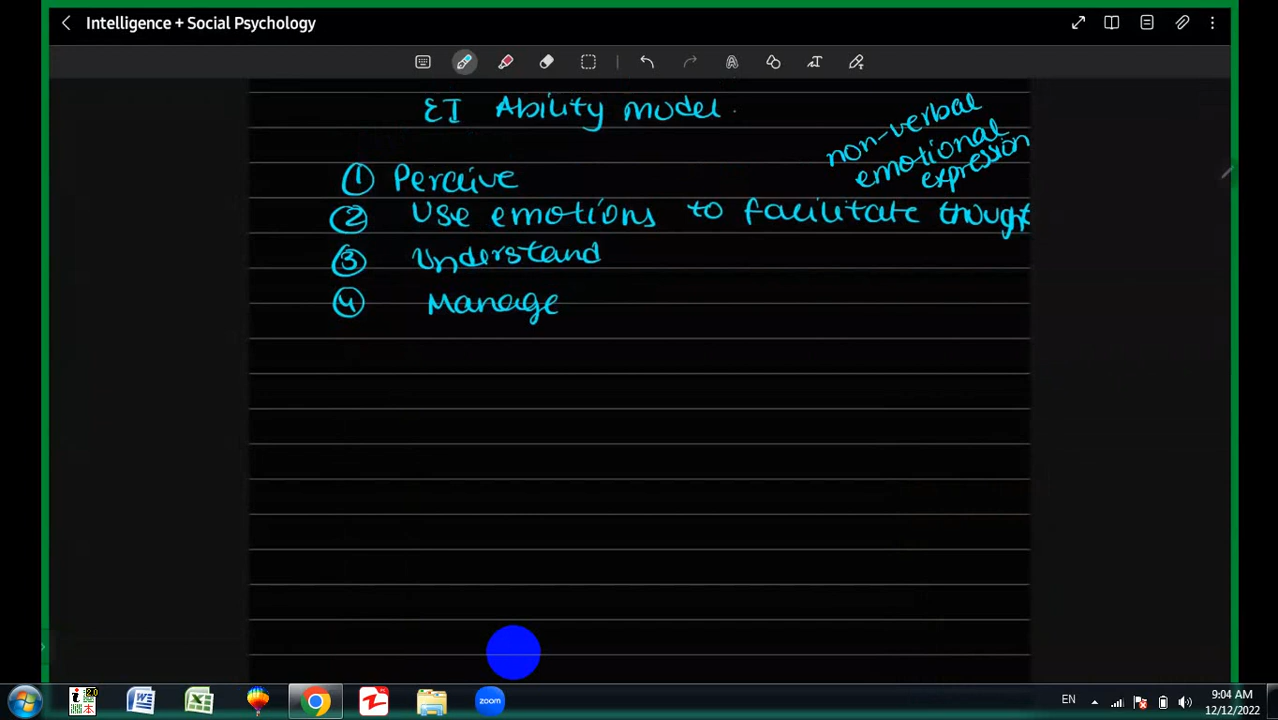 Intelligence + Social Psychology
EI Ability model.
non-verbal
emotional
expression
① Perceive
② Use emotions to facilitate thought
③ Understand
④ Manage
zoom
EN
9:04 AM
12/12/2022